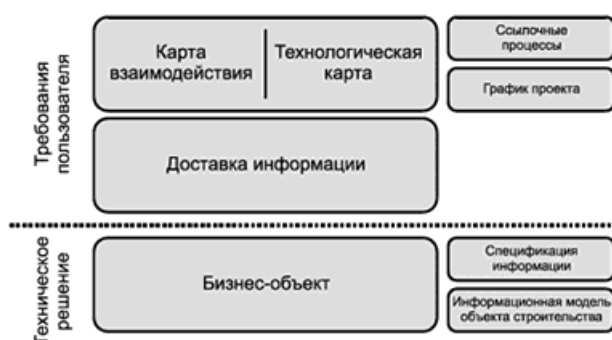 Требования
пользователя
Карта
взаимодействия
Технологическая
карта
Ссылочные
процессы
График проекта
Доставка информации
Техническое
решение
Бизнес-объект
Спецификация
информации
Информационная модель
объекта строительства